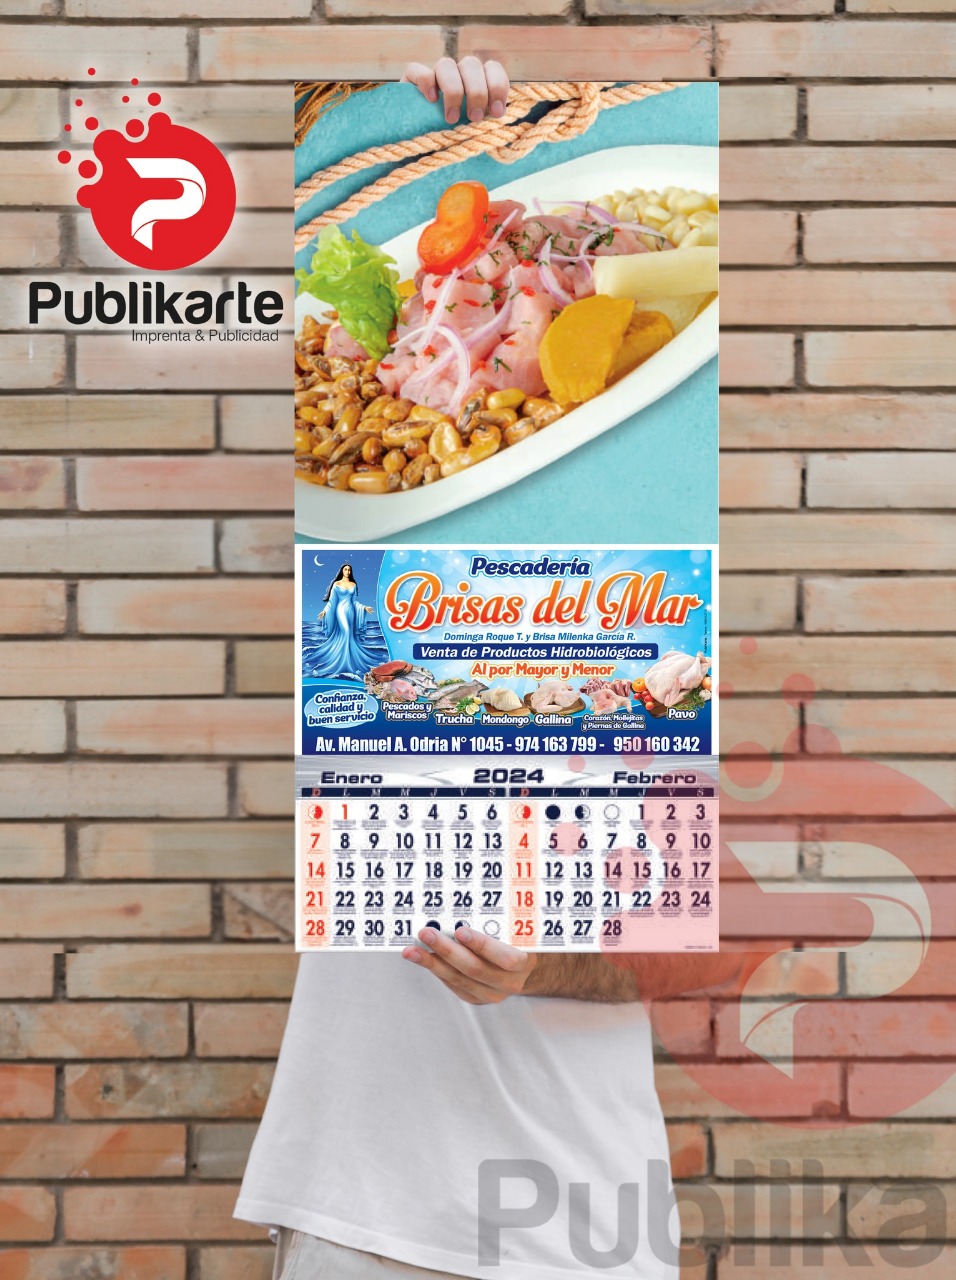 Publikarte
Imprenta & Publicidad
Pescadería
Brisas del Mar
Dominga Roque T. y Brisa Milenka García R.
Venta de Productos Hidrobiológicos
Al por Mayor y Menor
Confianza,
calidad y
buen servicio
Pescados y
Mariscos
Trucha
Mondongo
Gallina
Corazón, Mollejitas
y Piernas de Gallina
Pavo
Av. Manuel A. Odria N° 1045 - 974 163 799 - 950 160 342
Enero 2024 Febrero
D L M M J V S D L M M J V S
1 2 3 4 5 6 1 2 3
7 8 9 10 11 12 13 4 5 6 7 8 9 10
14 15 16 17 18 19 20 11 12 13 14 15 16 17
21 22 23 24 25 26 27 18 19 20 21 22 23 24
28 29 30 31 25 26 27 28
Publika